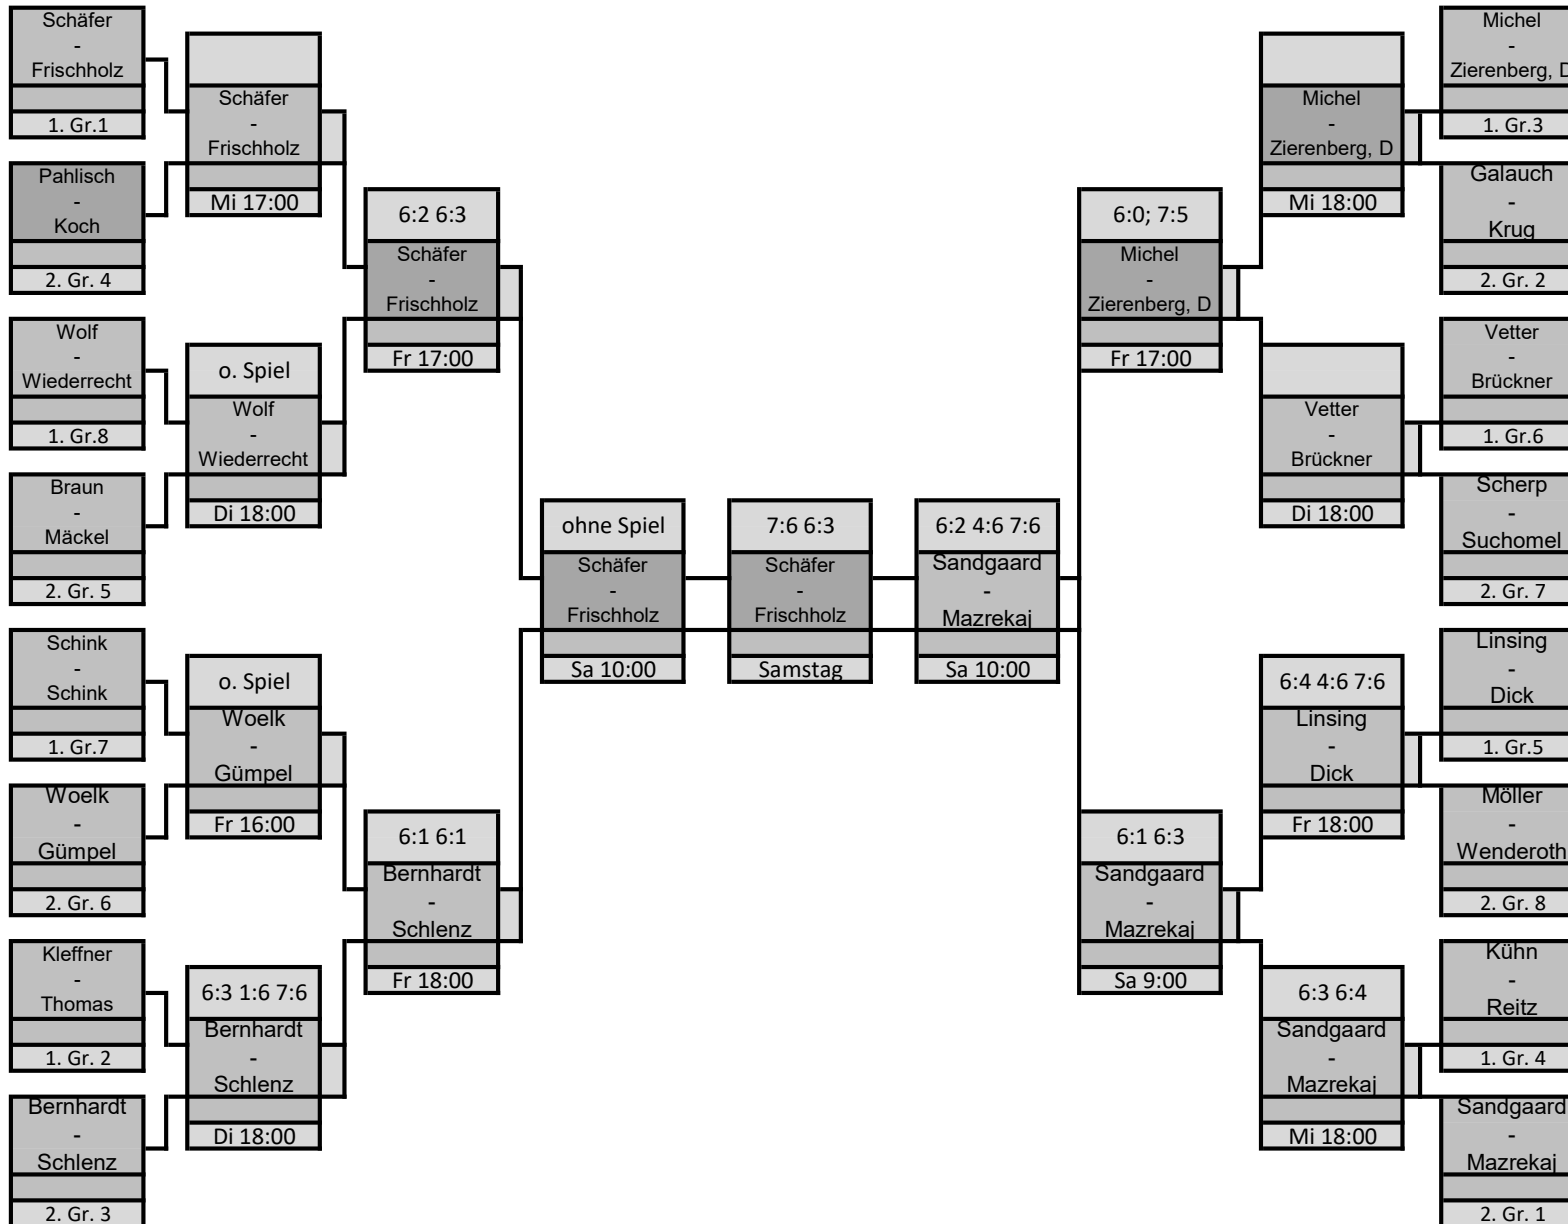 Schäfer
-
Frischholz
1. Gr.1
Pahlisch
-
Koch
2. Gr. 4
Wolf
-
Wiederrecht
1. Gr.8
Braun
-
Mäckel
2. Gr. 5
Schink
-
Schink
1. Gr.7
Woelk
-
Gümpel
2. Gr. 6
Kleffner
-
Thomas
1. Gr. 2
Bernhardt
-
Schlenz
2. Gr. 3
Schäfer
-
Frischholz
Mi 17:00
o. Spiel
Wolf
-
Wiederrecht
Di 18:00
o. Spiel
Woelk
-
Gümpel
Fr 16:00
6:3 1:6 7:6
Bernhardt
-
Schlenz
Di 18:00
6:2 6:3
Schäfer
-
Frischholz
Fr 17:00
6:1 6:1
Bernhardt
-
Schlenz
Fr 18:00
ohne Spiel
Schäfer
-
Frischholz
Sa 10:00
7:6 6:3
Schäfer
-
Frischholz
Samstag
6:2 4:6 7:6
Sandgaard
-
Mazrekaj
Sa 10:00
6:0; 7:5
Michel
-
Zierenberg, D
Fr 17:00
6:1 6:3
Sandgaard
-
Mazrekaj
Sa 9:00
Michel
-
Zierenberg, D
Mi 18:00
Vetter
-
Brückner
Di 18:00
6:4 4:6 7:6
Linsing
-
Dick
Fr 18:00
6:3 6:4
Sandgaard
-
Mazrekaj
Mi 18:00
Michel
-
Zierenberg, D
1. Gr.3
Galauch
-
Krug
2. Gr. 2
Vetter
-
Brückner
1. Gr.6
Scherp
-
Suchomel
2. Gr. 7
Linsing
-
Dick
1. Gr.5
Möller
-
Wenderoth
2. Gr. 8
Kühn
-
Reitz
1. Gr. 4
Sandgaard
-
Mazrekaj
2. Gr. 1